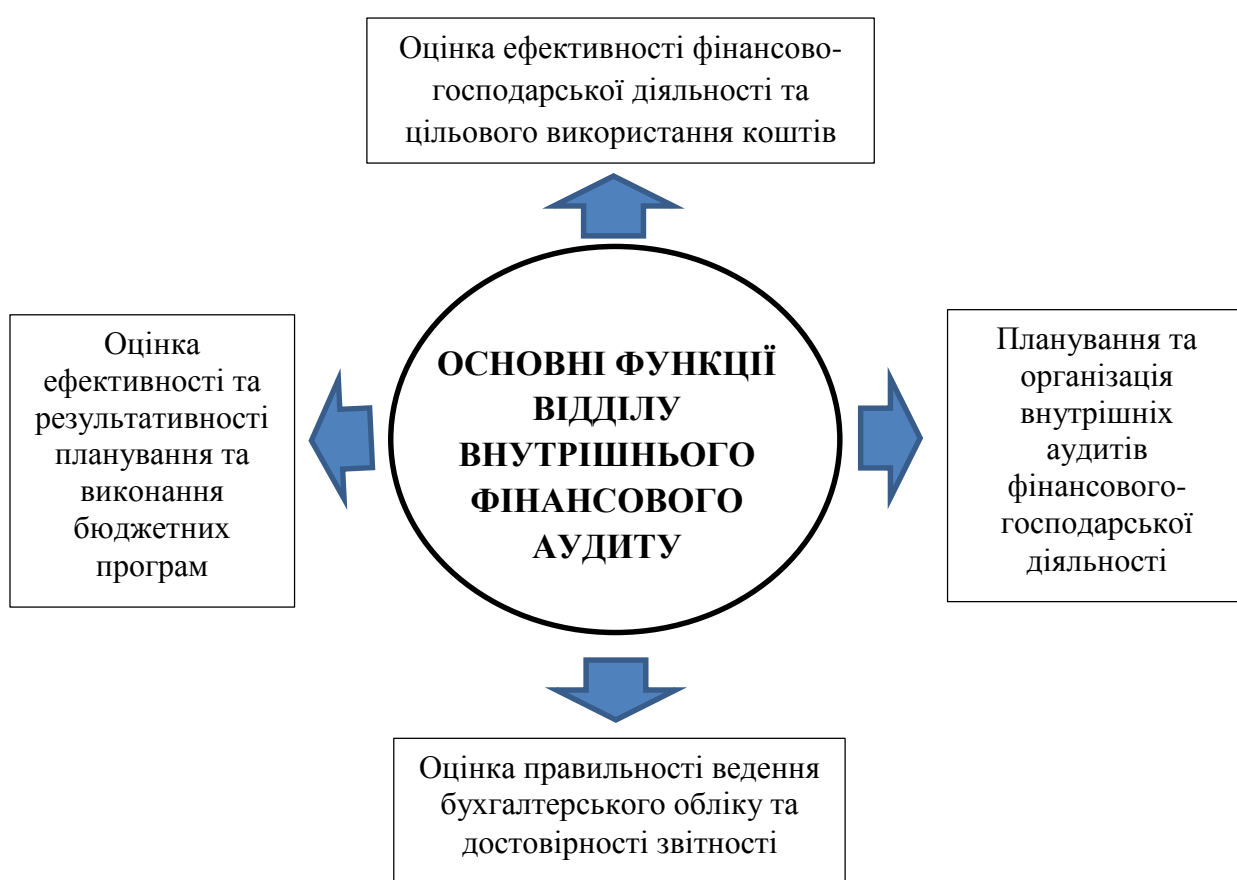 Оцінка ефективності фінансово-
господарської діяльності та
цільового використання коштів
Оцінка
ефективності та
результативності
планування та
виконання
бюджетних
програм
ОСНОВНІ ФУНКЦІЇ
ВІДДІЛУ
ВНУТРІШНЬОГО
ФІНАНСОВОГО
АУДИТУ
Планування та
організація
внутрішніх
аудитів
фінансового-
господарської
діяльності
Оцінка правильності ведення
бухгалтерського обліку та
достовірності звітності